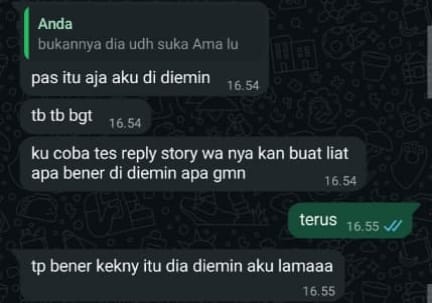 Anda
bukannya dia udh suka Ama lu
pas itu aja aku di diemin
16.54
tb tb bgt
16.54
ku coba tes reply story wa nya kan buat liat
apa bener di diemin apa gmn
16.54
terus
16.55
tp bener kekny itu dia diemin aku lamaaa
16.55